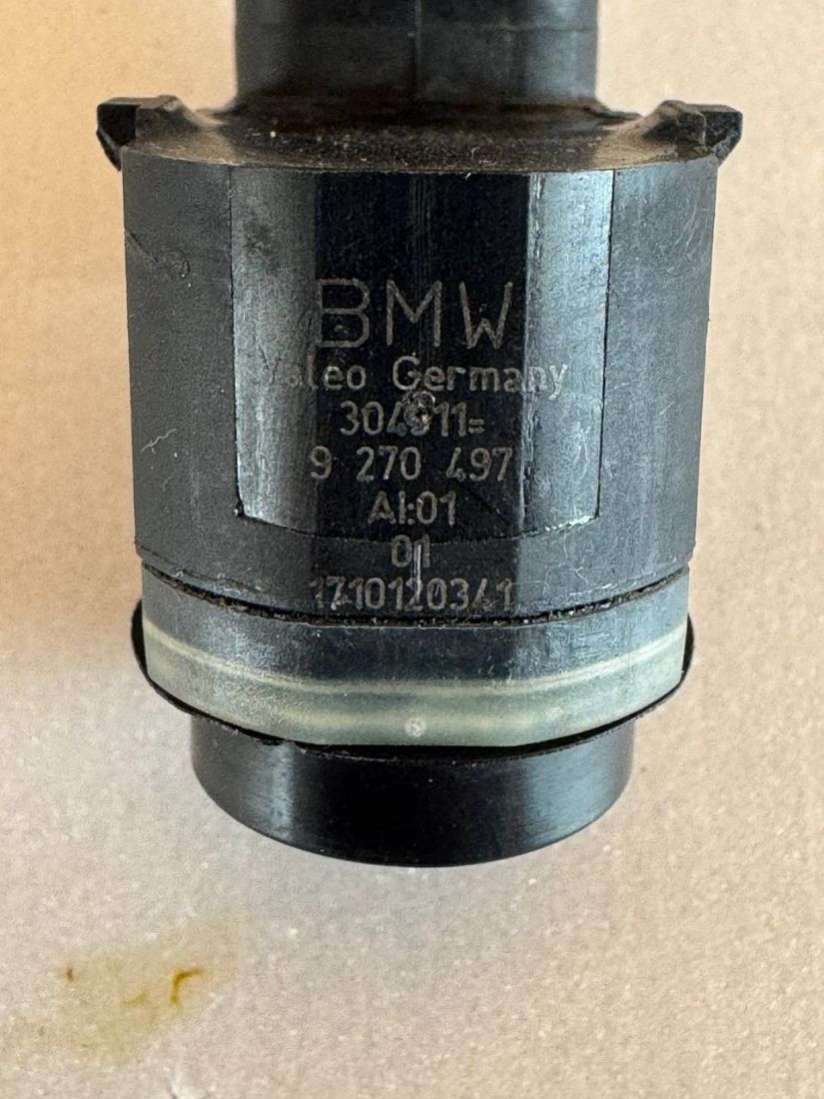 BMW
Valeo Germany
9 270 497
AI:01
01
1710120341